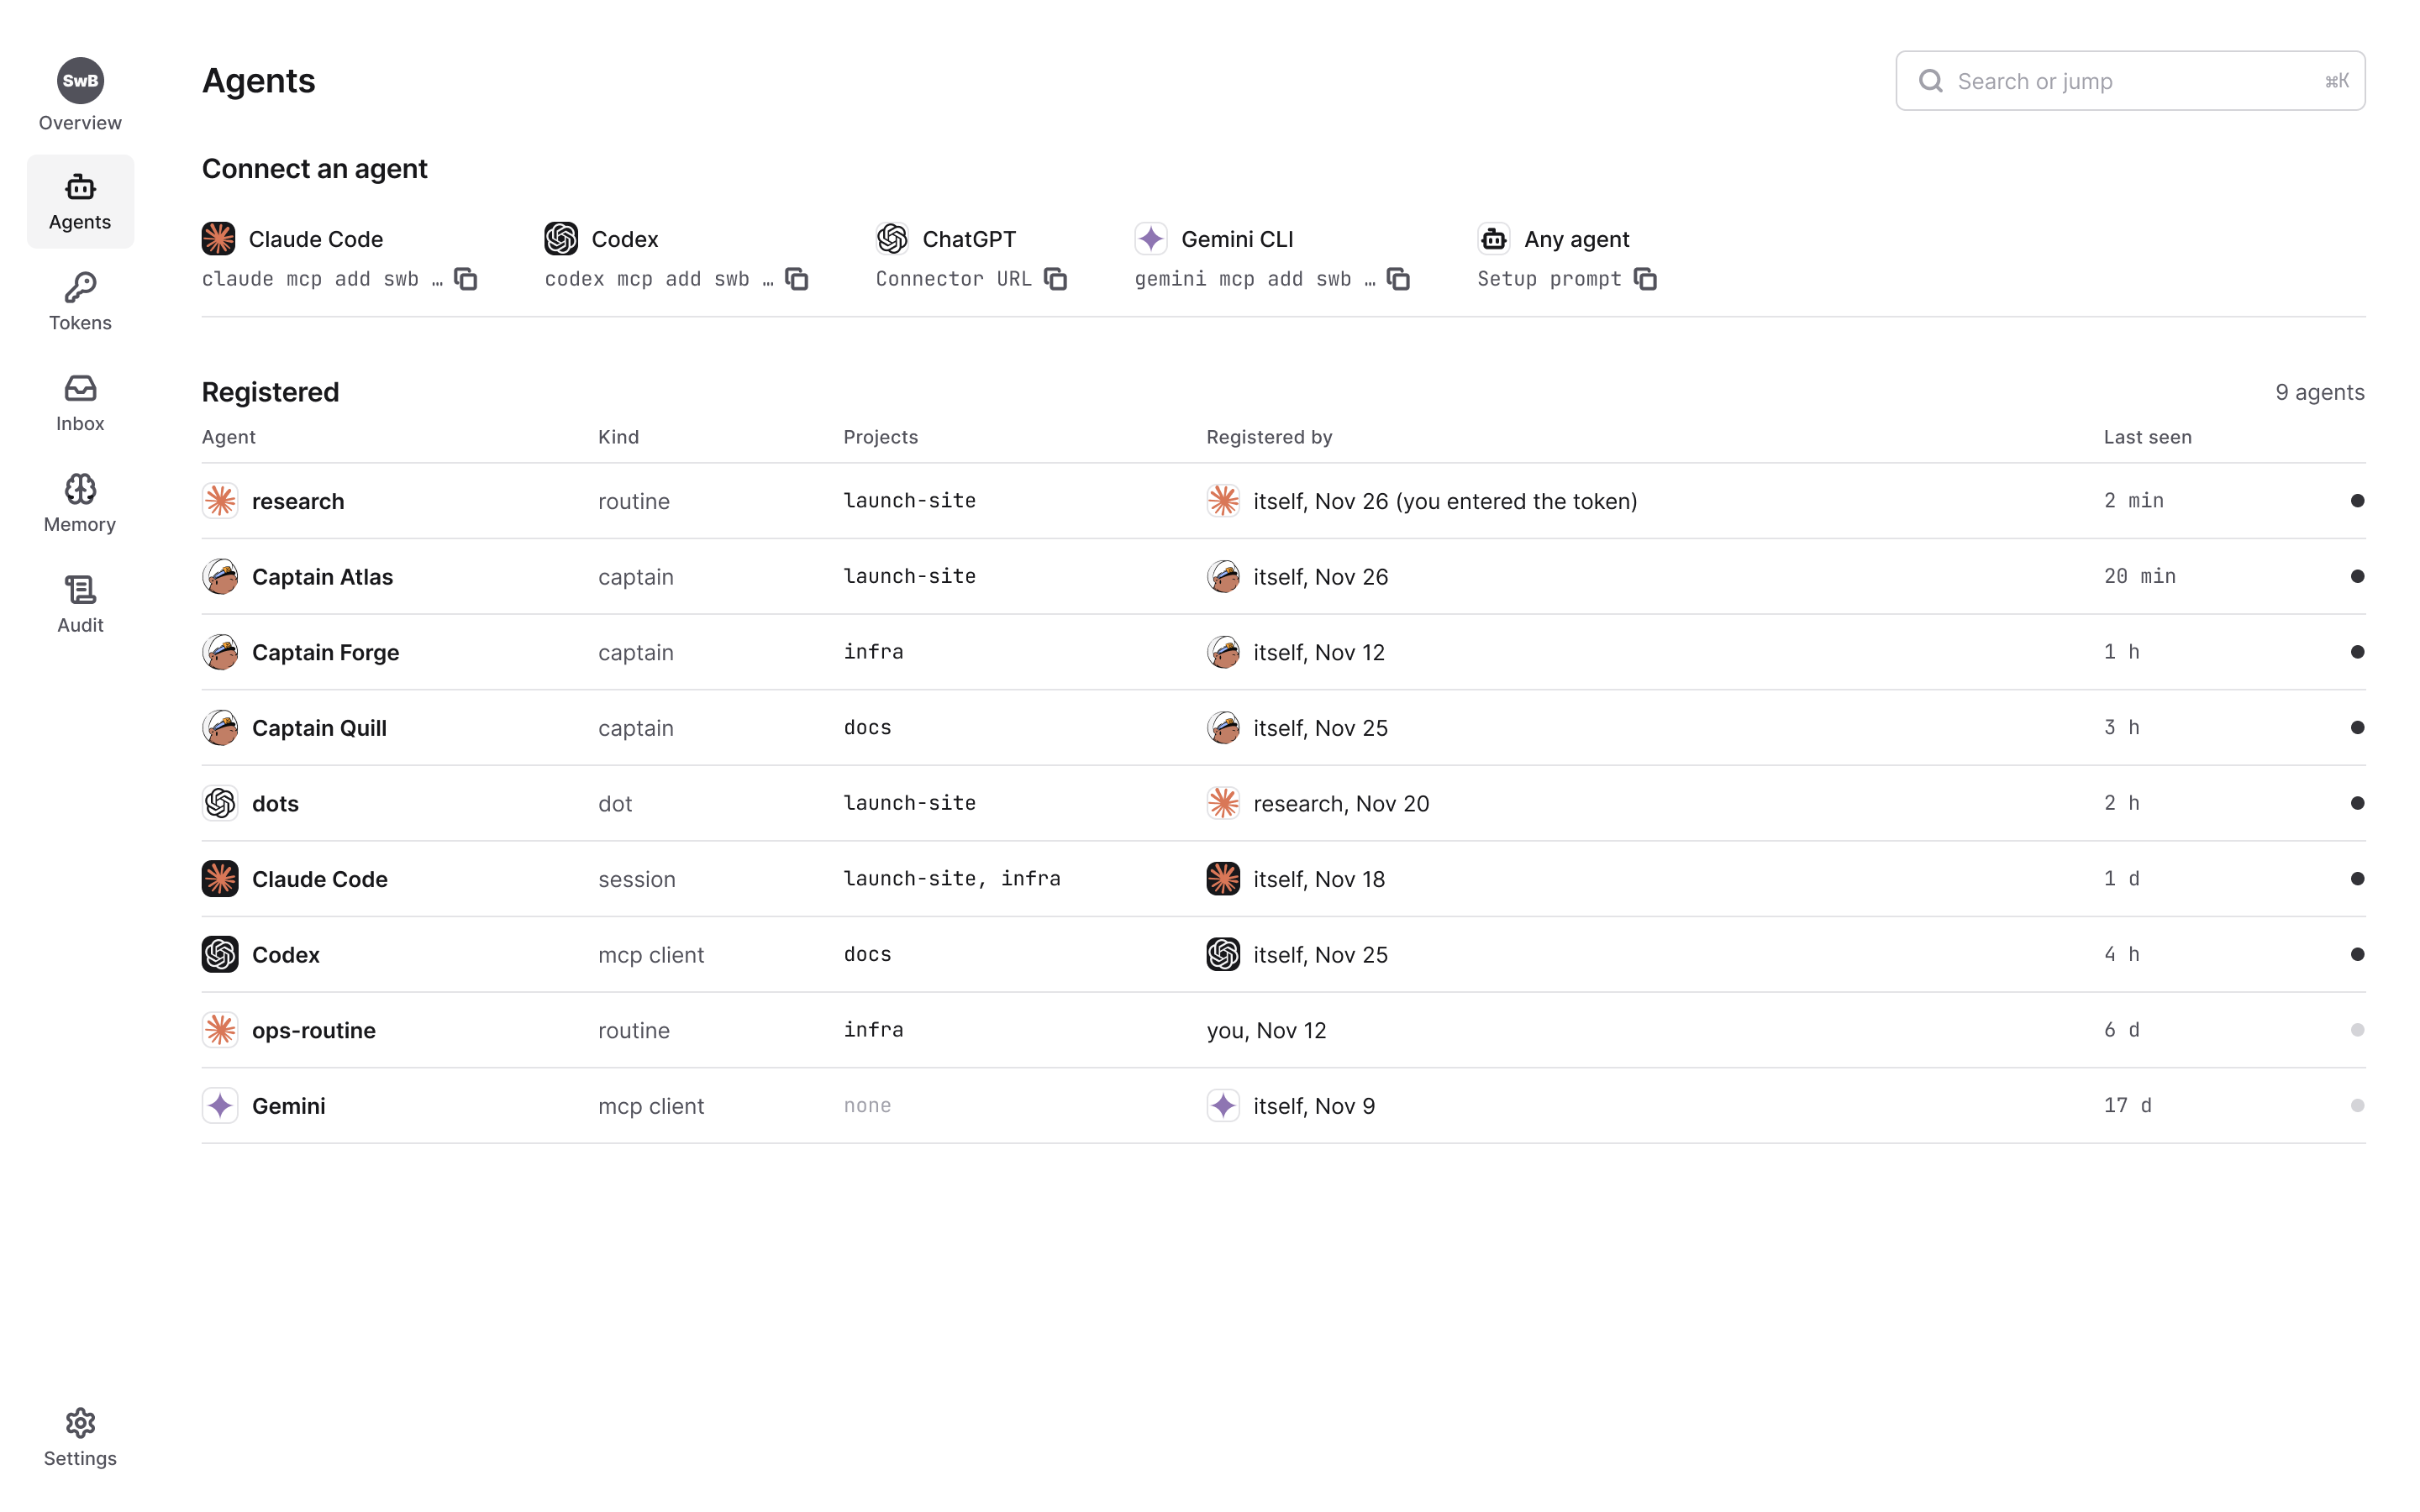 SwB
Overview
Agents
Tokens
Inbox
Memory
Audit
Settings
Agents
Search or jump ⌘K
Connect an agent
Claude Code
claude mcp add swb …
Codex
codex mcp add swb …
ChatGPT
Connector URL
Gemini CLI
gemini mcp add swb …
Any agent
Setup prompt
Registered 9 agents
Agent Kind Projects Registered by Last seen
research routine launch-site itself, Nov 26 (you entered the token) 2 min
Captain Atlas captain launch-site itself, Nov 26 20 min
Captain Forge captain infra itself, Nov 12 1 h
Captain Quill captain docs itself, Nov 25 3 h
dots dot launch-site research, Nov 20 2 h
Claude Code session launch-site, infra itself, Nov 18 1 d
Codex mcp client docs itself, Nov 25 4 h
ops-routine routine infra you, Nov 12 6 d
Gemini mcp client none itself, Nov 9 17 d